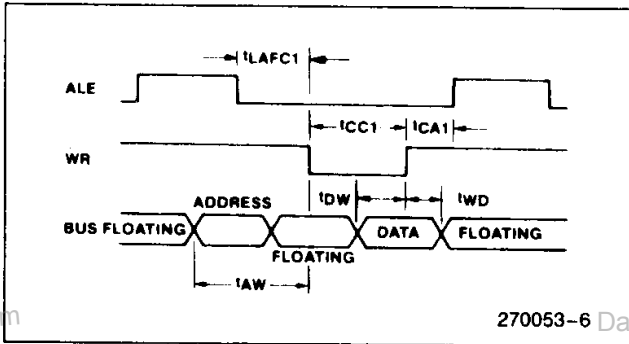 tLAFC1
ALE
tCC1
tCA1
WR
ADDRESS
tDW
tWD
BUS FLOATING
DATA
FLOATING
FLOATING
tAW
m
270053-6
Da